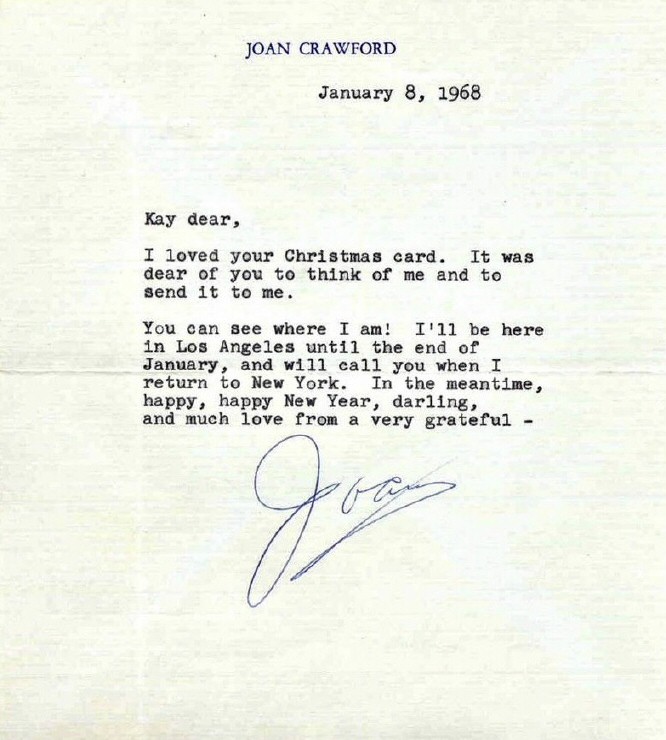 JOAN CRAWFORD
January 8, 1968
Kay dear,
I loved your Christmas card. It was
dear of you to think of me and to
send it to me.
You can see where I am! I'll be here
in Los Angeles until the end of
January, and will call you when I
return to New York. In the meantime,
happy, happy New Year, darling,
and much love from a very grateful -
Joan